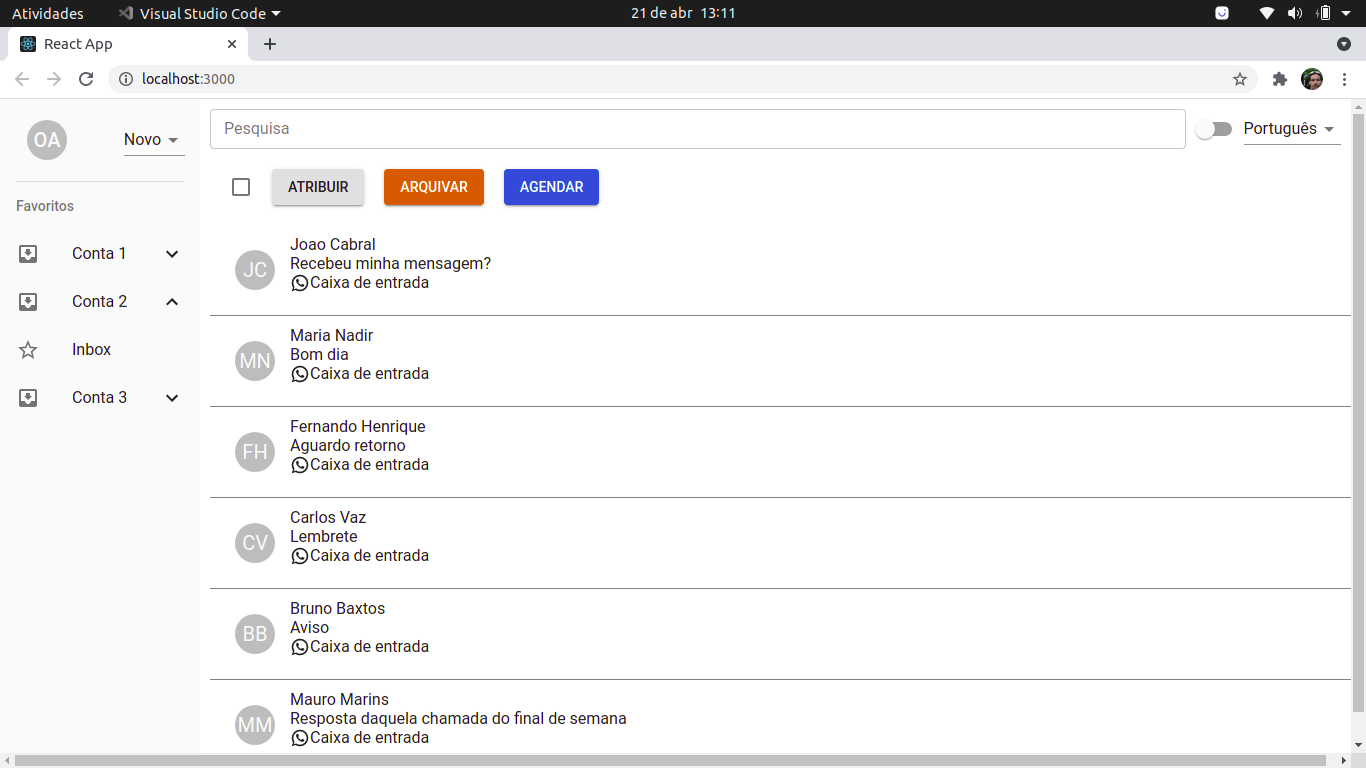 Atividades Visual Studio Code 21 de abr 13:11
React App
localhost:3000
OA Novo
Pesquisa Português
ATRIBUIR ARQUIVAR AGENDAR
Favoritos
Conta 1
Conta 2
Inbox
Conta 3
JC
Joao Cabral
Recebeu minha mensagem?
Caixa de entrada
MN
Maria Nadir
Bom dia
Caixa de entrada
FH
Fernando Henrique
Aguardo retorno
Caixa de entrada
CV
Carlos Vaz
Lembrete
Caixa de entrada
BB
Bruno Baxtos
Aviso
Caixa de entrada
MM
Mauro Marins
Resposta daquela chamada do final de semana
Caixa de entrada